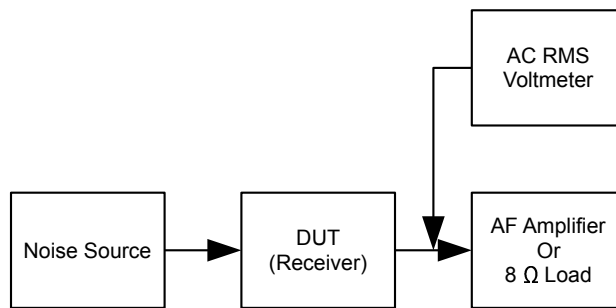 AC RMS
Voltmeter
Noise Source
DUT
(Receiver)
AF Amplifier
Or
8 Ω Load